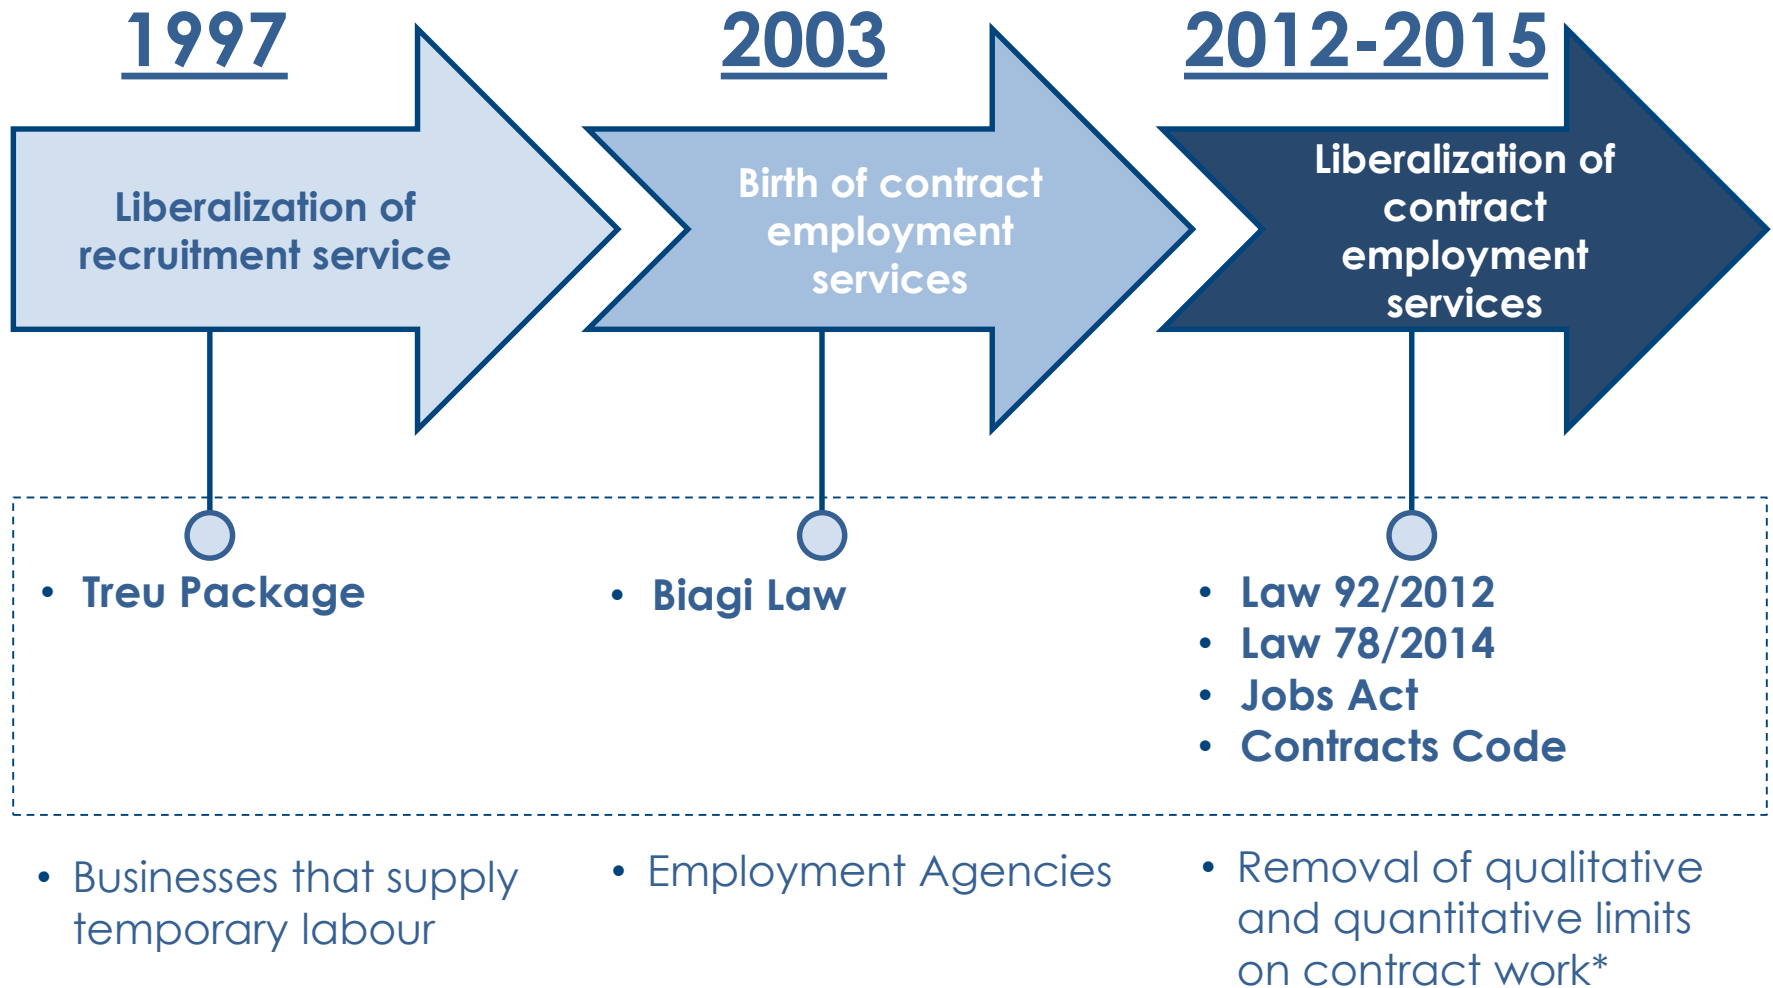 1997
Liberalization of
recruitment service
• Treu Package
• Businesses that supply
temporary labour
2003
Birth of contract
employment
services
• Biagi Law
• Employment Agencies
2012-2015
Liberalization of
contract
employment
services
• Law 92/2012
• Law 78/2014
• Jobs Act
• Contracts Code
• Removal of qualitative
and quantitative limits
on contract work*